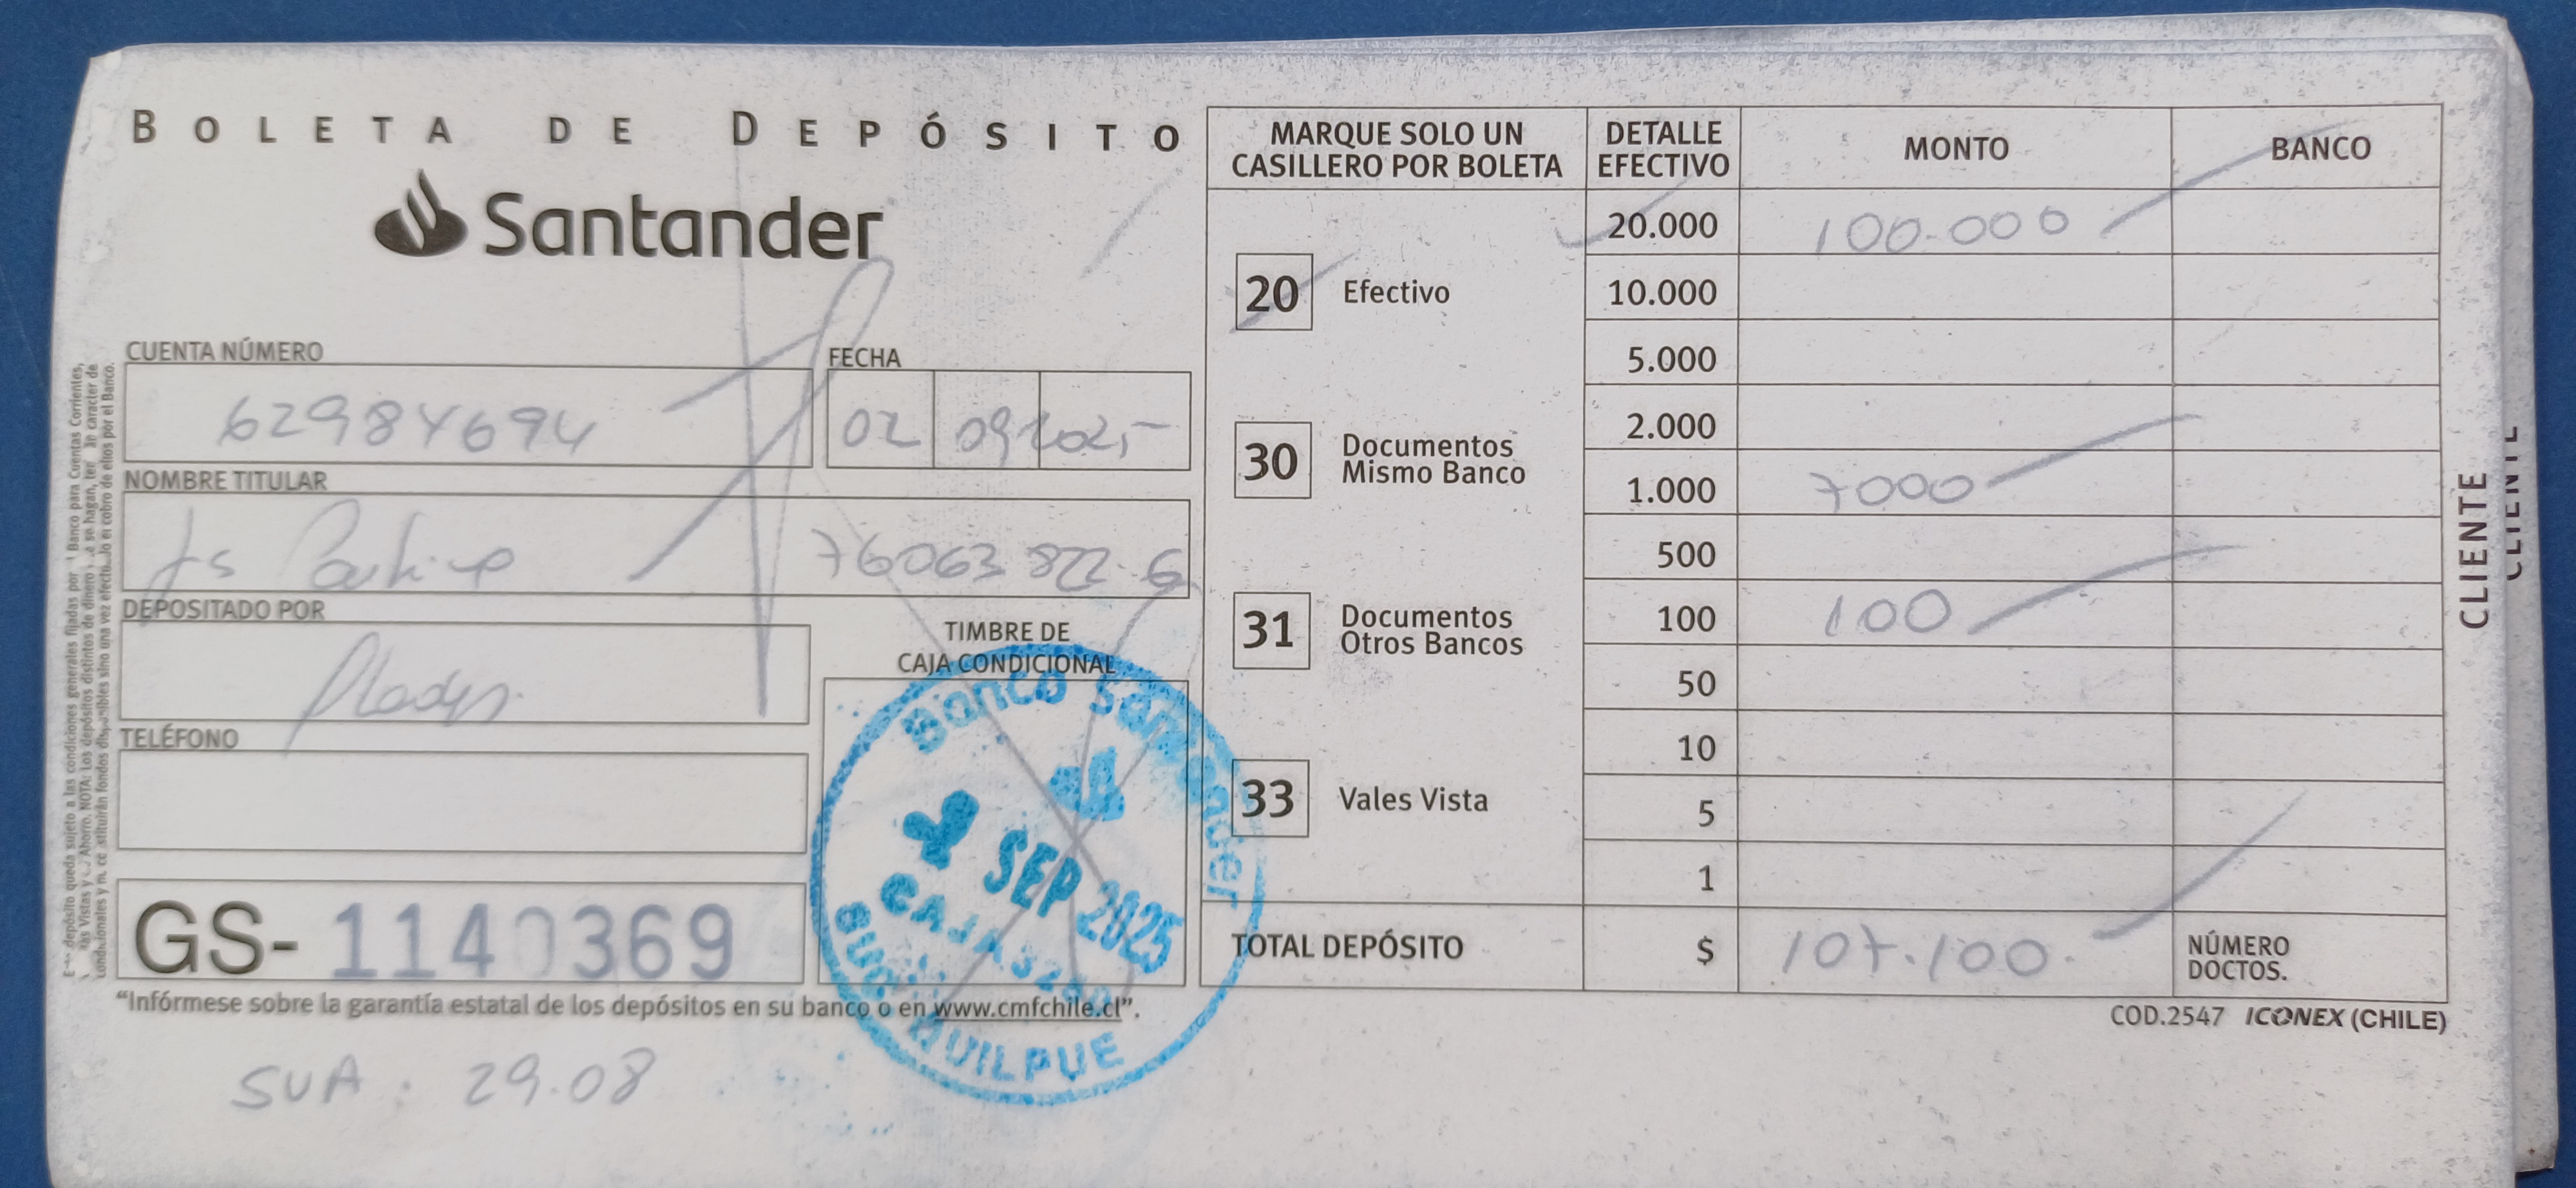 BOLETA DE DEPÓSITO
Santander
CUENTA NÚMERO
62984694
FECHA
02 09 2025
NOMBRE TITULAR
76063822-6
DEPOSITADO POR
TELÉFONO
TIMBRE DE
CAJA CONDICIONAL
GS- 1140369
"Infórmese sobre la garantía estatal de los depósitos en su banco o en www.cmfchile.cl".
SUA: 29.08
Banco Santander
SEP 2025
CAJA
QUILPUE
MARQUE SOLO UN
CASILLERO POR BOLETA
DETALLE
EFECTIVO
MONTO
BANCO
20 Efectivo
30 Documentos
Mismo Banco
31 Documentos
Otros Bancos
33 Vales Vista
20.000 100.000
10.000
5.000
2.000
1.000 7000
500
100 100
50
10
5
1
TOTAL DEPÓSITO $ 107.100.
NÚMERO
DOCTOS.
COD.2547 ICONEX (CHILE)
CLIENTE
CLIENTE